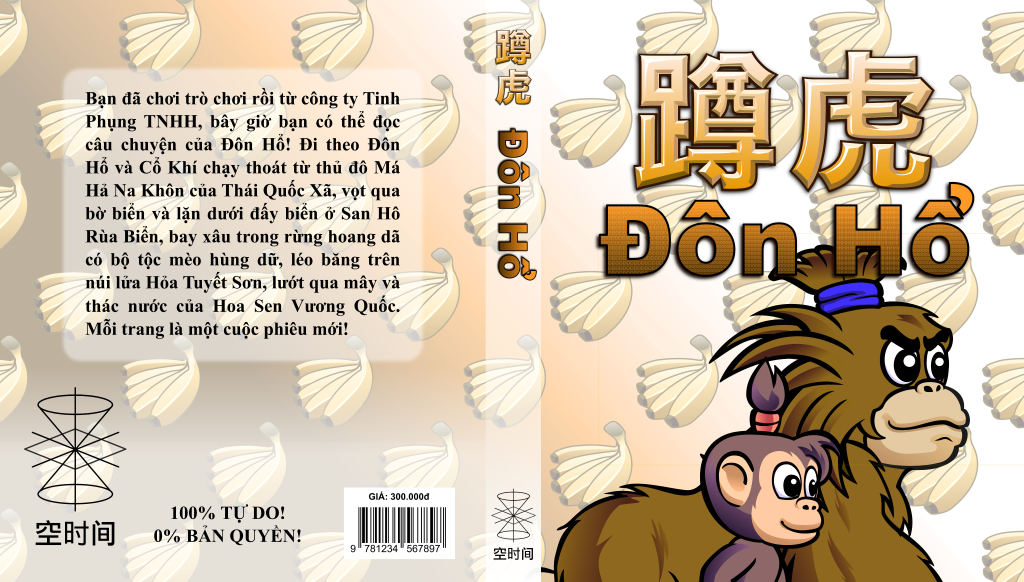 Bạn đã chơi trò chơi rồi từ công ty Tinh
Phụng TNHH, bây giờ bạn có thể đọc
câu chuyện của Đôn Hổ! Đi theo Đôn
Hổ và Cổ Khí chạy thoát từ thủ đô Má
Hả Na Khôn của Thái Quốc Xã, vọt qua
bờ biển và lặn dưới đấy biển ở San Hô
Rùa Biển, bay xâu trong rừng hoang dã
có bộ tộc mèo hùng dữ, léo băng trên
núi lửa Hỏa Tuyết Sơn, lướt qua mây và
thác nước của Hoa Sen Vương Quốc.
Mỗi trang là một cuộc phiêu mới!
空时间
100% TỰ DO!
0% BẢN QUYỀN!
GIÁ: 300.000đ
9 781234 567897
蹲虎 Đôn Hổ
空时间
蹲虎
Đôn Hổ